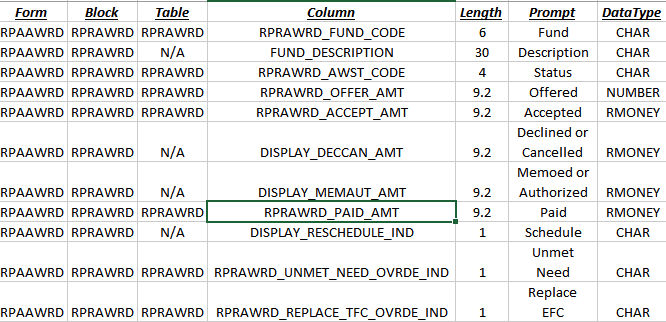 Form Block Table Column Length Prompt DataType
RPAAWRD RPRAWRD RPRAWRD RPRAWRD_FUND_CODE 6 Fund CHAR
RPAAWRD RPRAWRD N/A FUND_DESCRIPTION 30 Description CHAR
RPAAWRD RPRAWRD RPRAWRD RPRAWRD_AWST_CODE 4 Status CHAR
RPAAWRD RPRAWRD RPRAWRD RPRAWRD_OFFER_AMT 9.2 Offered NUMBER
RPAAWRD RPRAWRD RPRAWRD RPRAWRD_ACCEPT_AMT 9.2 Accepted RMONEY
Declined or
RPAAWRD RPRAWRD N/A DISPLAY_DECCAN_AMT 9.2 Cancelled RMONEY
Memoed or
RPAAWRD RPRAWRD N/A DISPLAY_MEMAUT_AMT 9.2 Authorized RMONEY
RPAAWRD RPRAWRD RPRAWRD RPRAWRD_PAID_AMT 9.2 Paid RMONEY
RPAAWRD RPRAWRD N/A DISPLAY_RESCHEDULE_IND 1 Schedule CHAR
Unmet
RPAAWRD RPRAWRD RPRAWRD RPRAWRD_UNMET_NEED_OVRDE_IND 1 Need CHAR
Replace
RPAAWRD RPRAWRD RPRAWRD RPRAWRD_REPLACE_TFC_OVRDE_IND 1 EFC CHAR